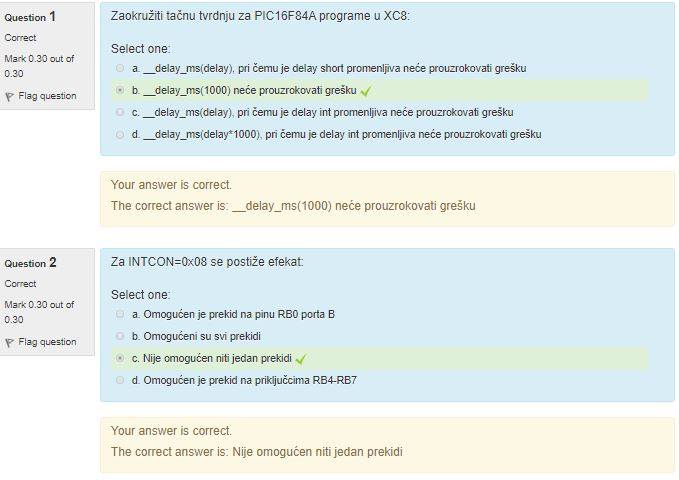 Question 1
Correct
Mark 0.30 out of
0.30
Flag question
Zaokružiti tačnu tvrdnju za PIC16F84A programe u XC8:
Select one:
a. __delay_ms(delay), pri čemu je delay short promenljiva neće prouzrokovati grešku
b. __delay_ms(1000) neće prouzrokovati grešku
c. __delay_ms(delay), pri čemu je delay int promenljiva neće prouzrokovati grešku
d. __delay_ms(delay*1000), pri čemu je delay int promenljiva neće prouzrokovati grešku
Your answer is correct.
The correct answer is: __delay_ms(1000) neće prouzrokovati grešku
Question 2
Correct
Mark 0.30 out of
0.30
Flag question
Za INTCON=0x08 se postiže efekat:
Select one:
a. Omogućen je prekid na pinu RB0 porta B
b. Omogućeni su svi prekidi
c. Nije omogućen niti jedan prekidi
d. Omogućen je prekid na priključcima RB4-RB7
Your answer is correct.
The correct answer is: Nije omogućen niti jedan prekidi